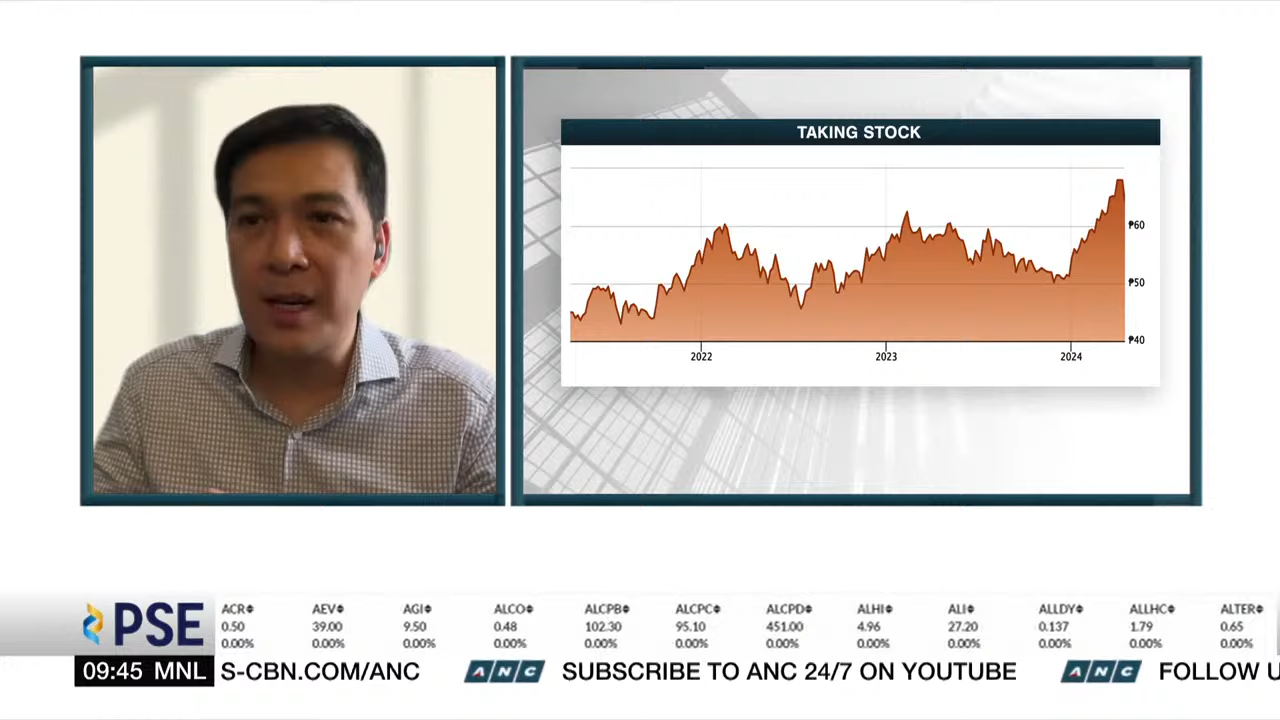 TAKING STOCK
₱60
₱50
₱40
2022 2023 2024
PSE
ACR AEV AGI ALCO ALCPB ALCPC ALCPD ALHI ALI ALLDY ALLHC ALTER
0.50 39.00 9.50 0.48 102.30 95.10 451.00 4.96 27.20 0.137 1.79 0.65
0.00% 0.00% 0.00% 0.00% 0.00% 0.00% 0.00% 0.00% 0.00% 0.00% 0.00% 0.00%
09:45 MNL S-CBN.COM/ANC ANC SUBSCRIBE TO ANC 24/7 ON YOUTUBE ANC FOLLOW U